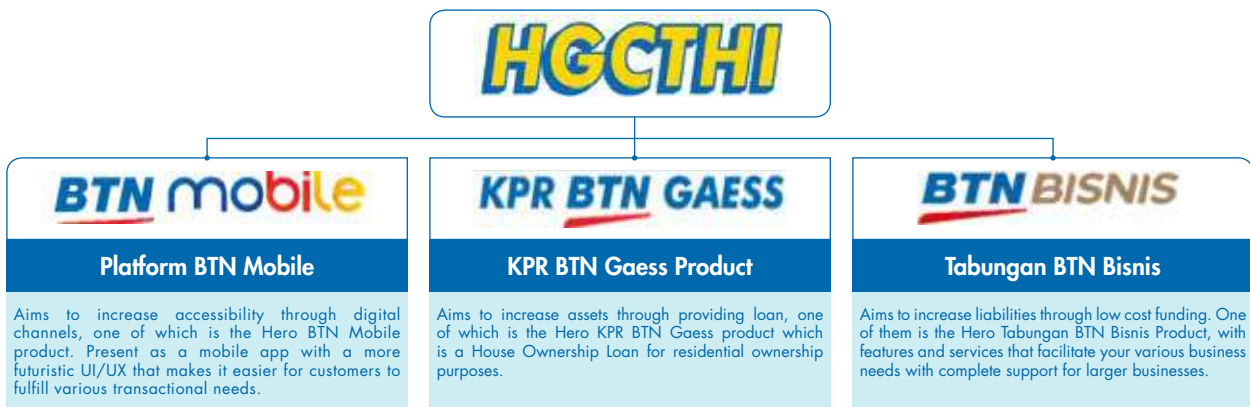 HGCTHI
BTN mobile
Platform BTN Mobile
Aims to increase accessibility through digital
channels, one of which is the Hero BTN Mobile
product. Present as a mobile app with a more
futuristic UI/UX that makes it easier for customers to
fulfill various transactional needs.
KPR BTN GAESS
KPR BTN Gaess Product
Aims to increase assets through providing loan, one
of which is the Hero KPR BTN Gaess product which
is a House Ownership Loan for residential ownership
purposes.
BTN BISNIS
Tabungan BTN Bisnis
Aims to increase liabilities through low cost funding. One
of them is the Hero Tabungan BTN Bisnis Product, with
features and services that facilitate your various business
needs with complete support for larger businesses.